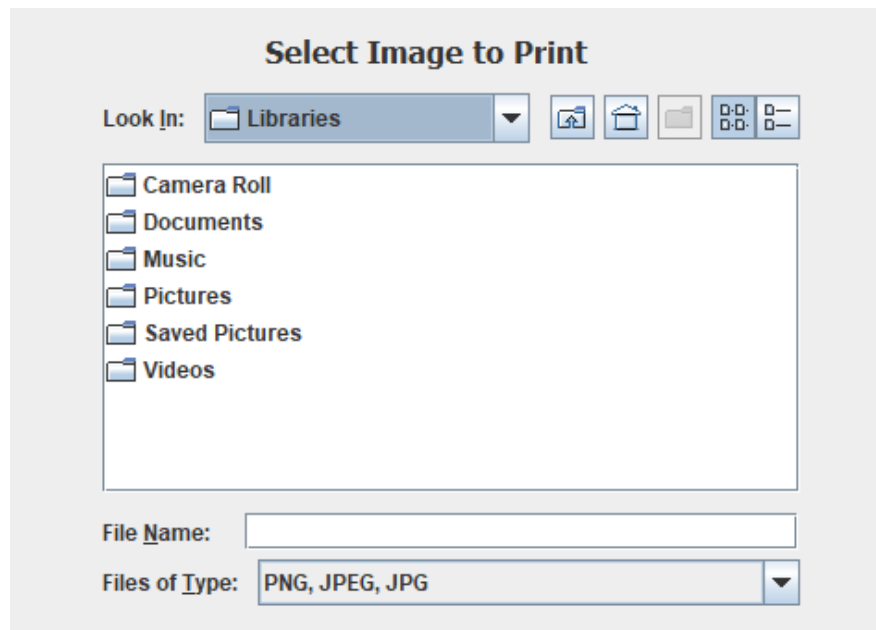 Select Image to Print
Look In: Libraries
Camera Roll
Documents
Music
Pictures
Saved Pictures
Videos
File Name:
Files of Type: PNG, JPEG, JPG